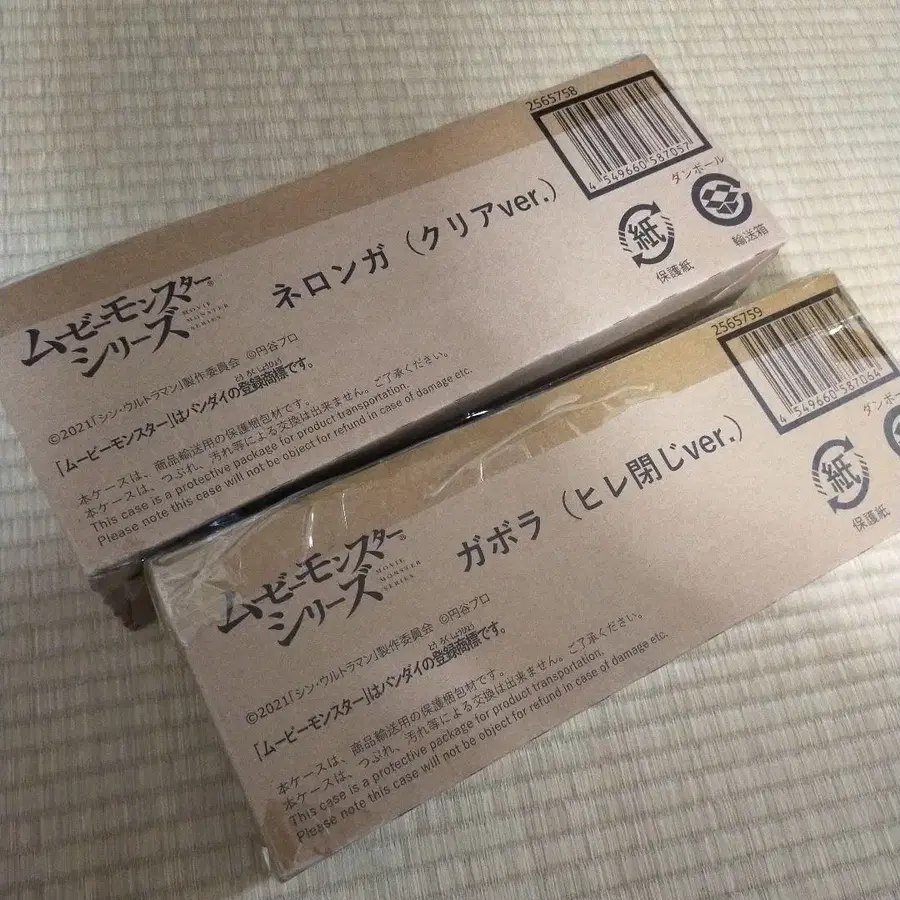 2565758
4 549660 587057
ダンボール
輸送箱
紙
保護紙
ネロンガ（クリアver.）
ムービーモンスター®
シリーズ
MOVIE
MONSTER
SERIES
©2021「シン・ウルトラマン」製作委員会 ©円谷プロ
「ムービーモンスター」はバンダイの登録商標です。
本ケースは、商品輸送用の保護梱包材です。
本ケースは、つぶれ、汚れ等による交換は出来ません。ご了承ください。
This case is a protective package for product transportation.
Please note this case will not be object for refund in case of damage etc.
2565759
4 549660 587064
ダンボー
紙
保護紙
ガボラ（ヒレ閉じver.）
ムービーモンスター®
シリーズ
MOVIE
MONSTER
SERIES
©2021「シン・ウルトラマン」製作委員会 ©円谷プロ
「ムービーモンスター」はバンダイの登録商標です。
本ケースは、商品輸送用の保護梱包材です。
本ケースは、つぶれ、汚れ等による交換は出来ません。ご了承ください。
This case is a protective package for product transportation.
Please note this case will not be object for refund in case of damage etc.